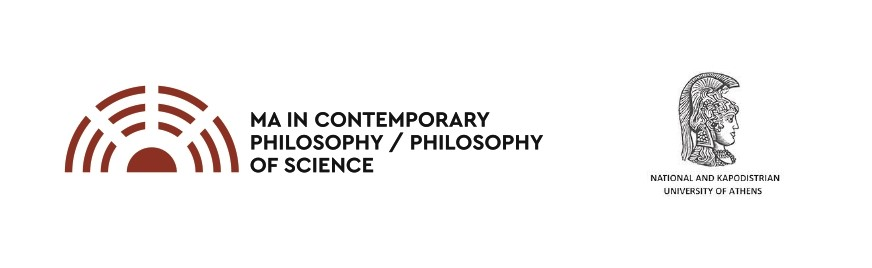 MA IN CONTEMPORARY
PHILOSOPHY / PHILOSOPHY
OF SCIENCE
NATIONAL AND KAPODISTRIAN
UNIVERSITY OF ATHENS